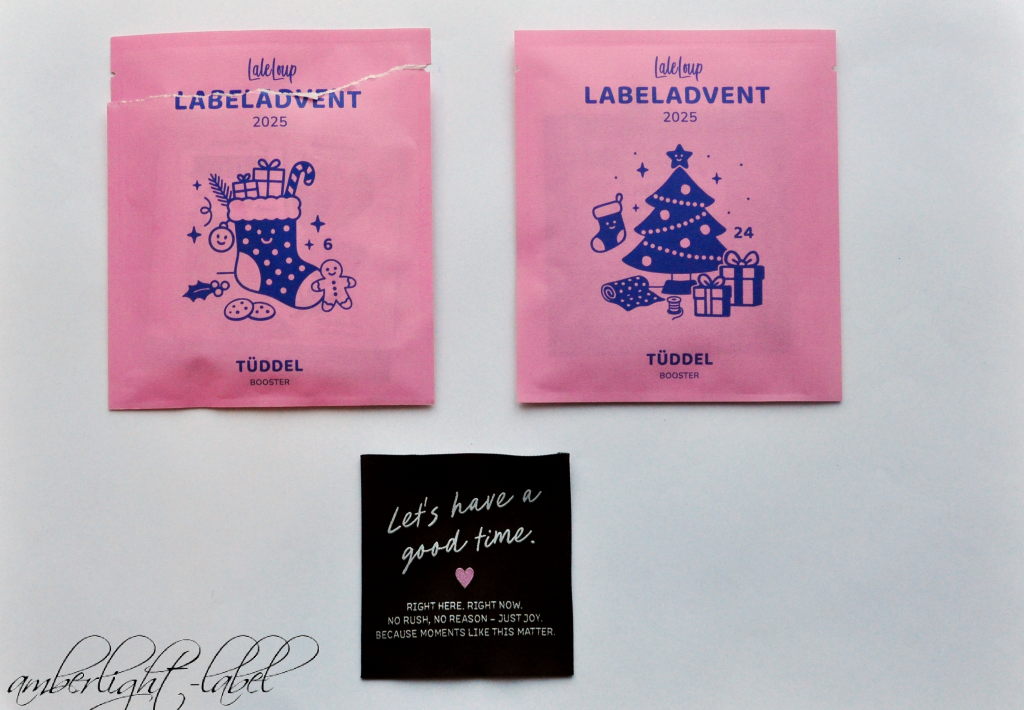 LaleLoup
LABELADVENT
2025
6
TÜDDEL
BOOSTER
LaleLoup
LABELADVENT
2025
24
TÜDDEL
BOOSTER
Let's have a
good time.
RIGHT HERE. RIGHT NOW.
NO RUSH, NO REASON – JUST JOY.
BECAUSE MOMENTS LIKE THIS MATTER.
amberlight-label